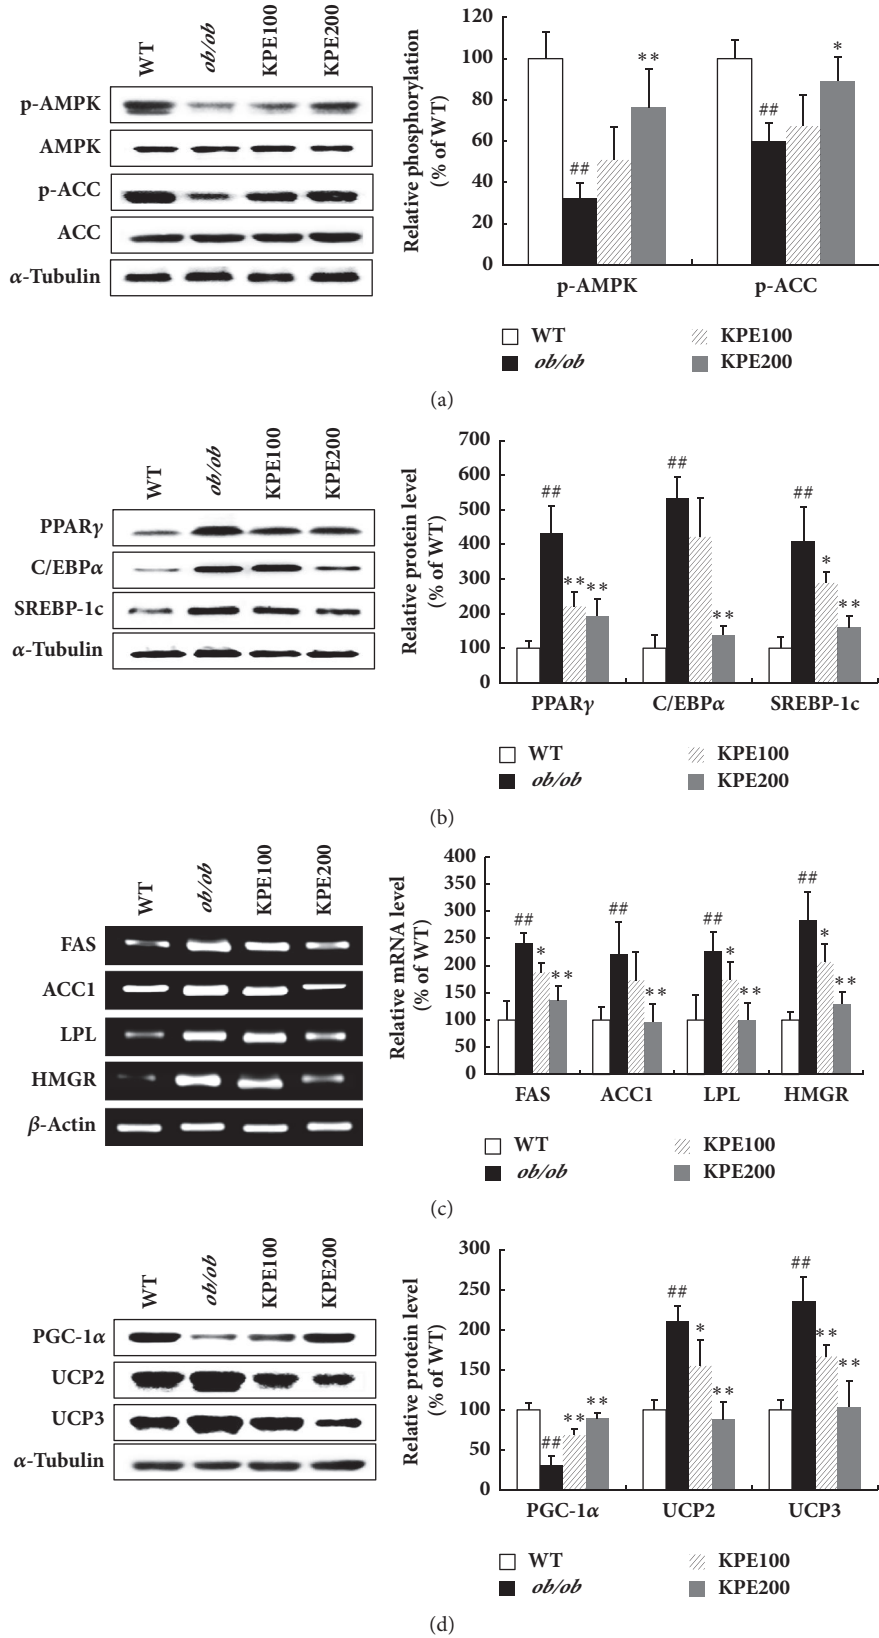 WT
ob/ob
KPE100
KPE200
p-AMPK
AMPK
p-ACC
ACC
α-Tubulin
Relative phosphorylation
(% of WT)
120
100
80
60
40
20
0
##
**
##
*
p-AMPK
p-ACC
WT
KPE100
ob/ob
KPE200
(a)
WT
ob/ob
KPE100
KPE200
PPARγ
C/EBPα
SREBP-1c
α-Tubulin
Relative protein level
(% of WT)
700
600
500
400
300
200
100
0
##
**
**
##
**
##
*
**
PPARγ
C/EBPα
SREBP-1c
WT
KPE100
ob/ob
KPE200
(b)
WT
ob/ob
KPE100
KPE200
FAS
ACC1
LPL
HMGR
β-Actin
Relative mRNA level
(% of WT)
400
350
300
250
200
150
100
50
0
##
*
**
##
**
##
*
**
##
*
**
FAS
ACC1
LPL
HMGR
WT
KPE100
ob/ob
KPE200
(c)
WT
ob/ob
KPE100
KPE200
PGC-1α
UCP2
UCP3
α-Tubulin
Relative protein level
(% of WT)
300
250
200
150
100
50
0
##
**
**
##
*
**
##
**
**
PGC-1α
UCP2
UCP3
WT
KPE100
ob/ob
KPE200
(d)